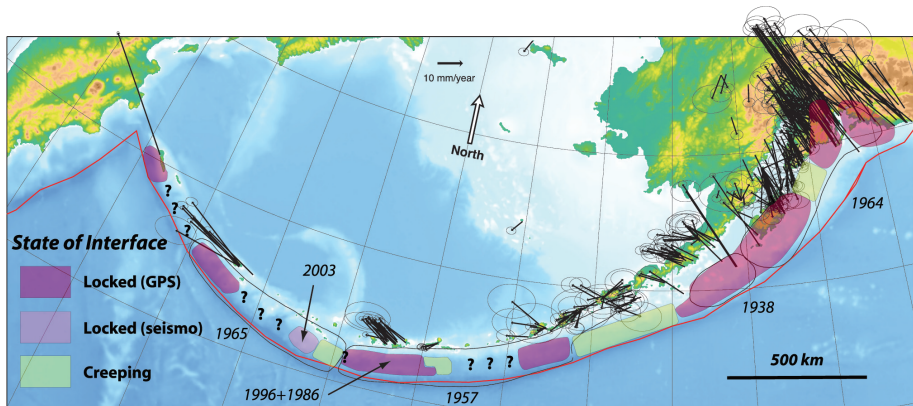 10 mm/year
North
?
?
?
State of Interface
Locked (GPS)
Locked (seismo)
Creeping
?
?
?
?
2003
1965
?
1996+1986
1957
? ? ?
1938
1964
500 km